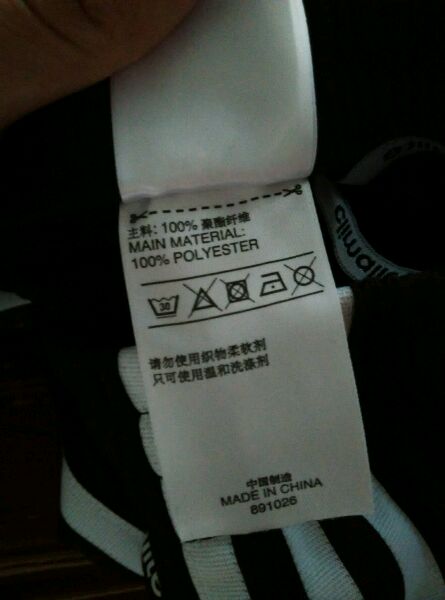 主料: 100% 聚酯纤维
MAIN MATERIAL:
100% POLYESTER
30
请勿使用织物柔软剂
只可使用温和洗涤剂
中国制造
MADE IN CHINA
891026